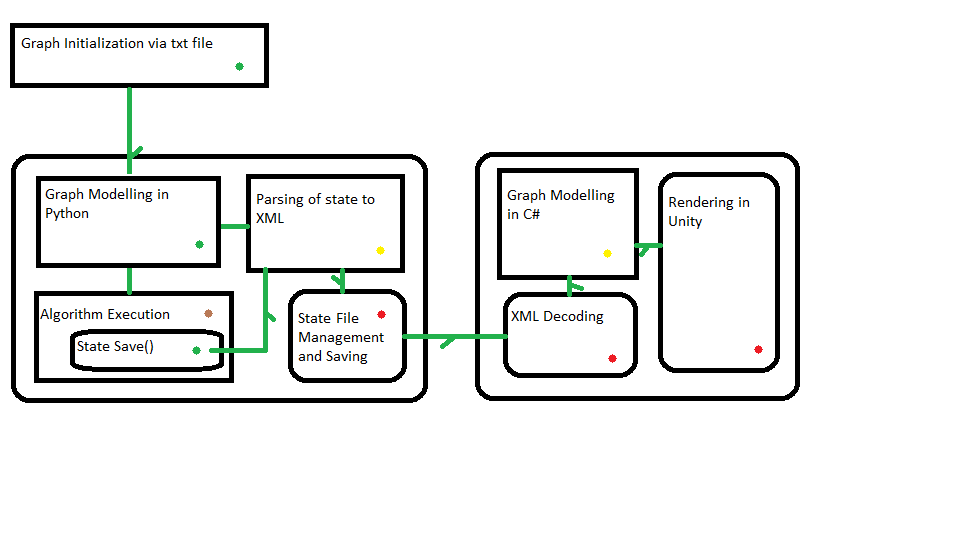 Graph Initialization via txt file
Graph Modelling in
Python
Parsing of state to
XML
Algorithm Execution
State Save()
State File
Management
and Saving
Graph Modelling
in C#
XML Decoding
Rendering in
Unity